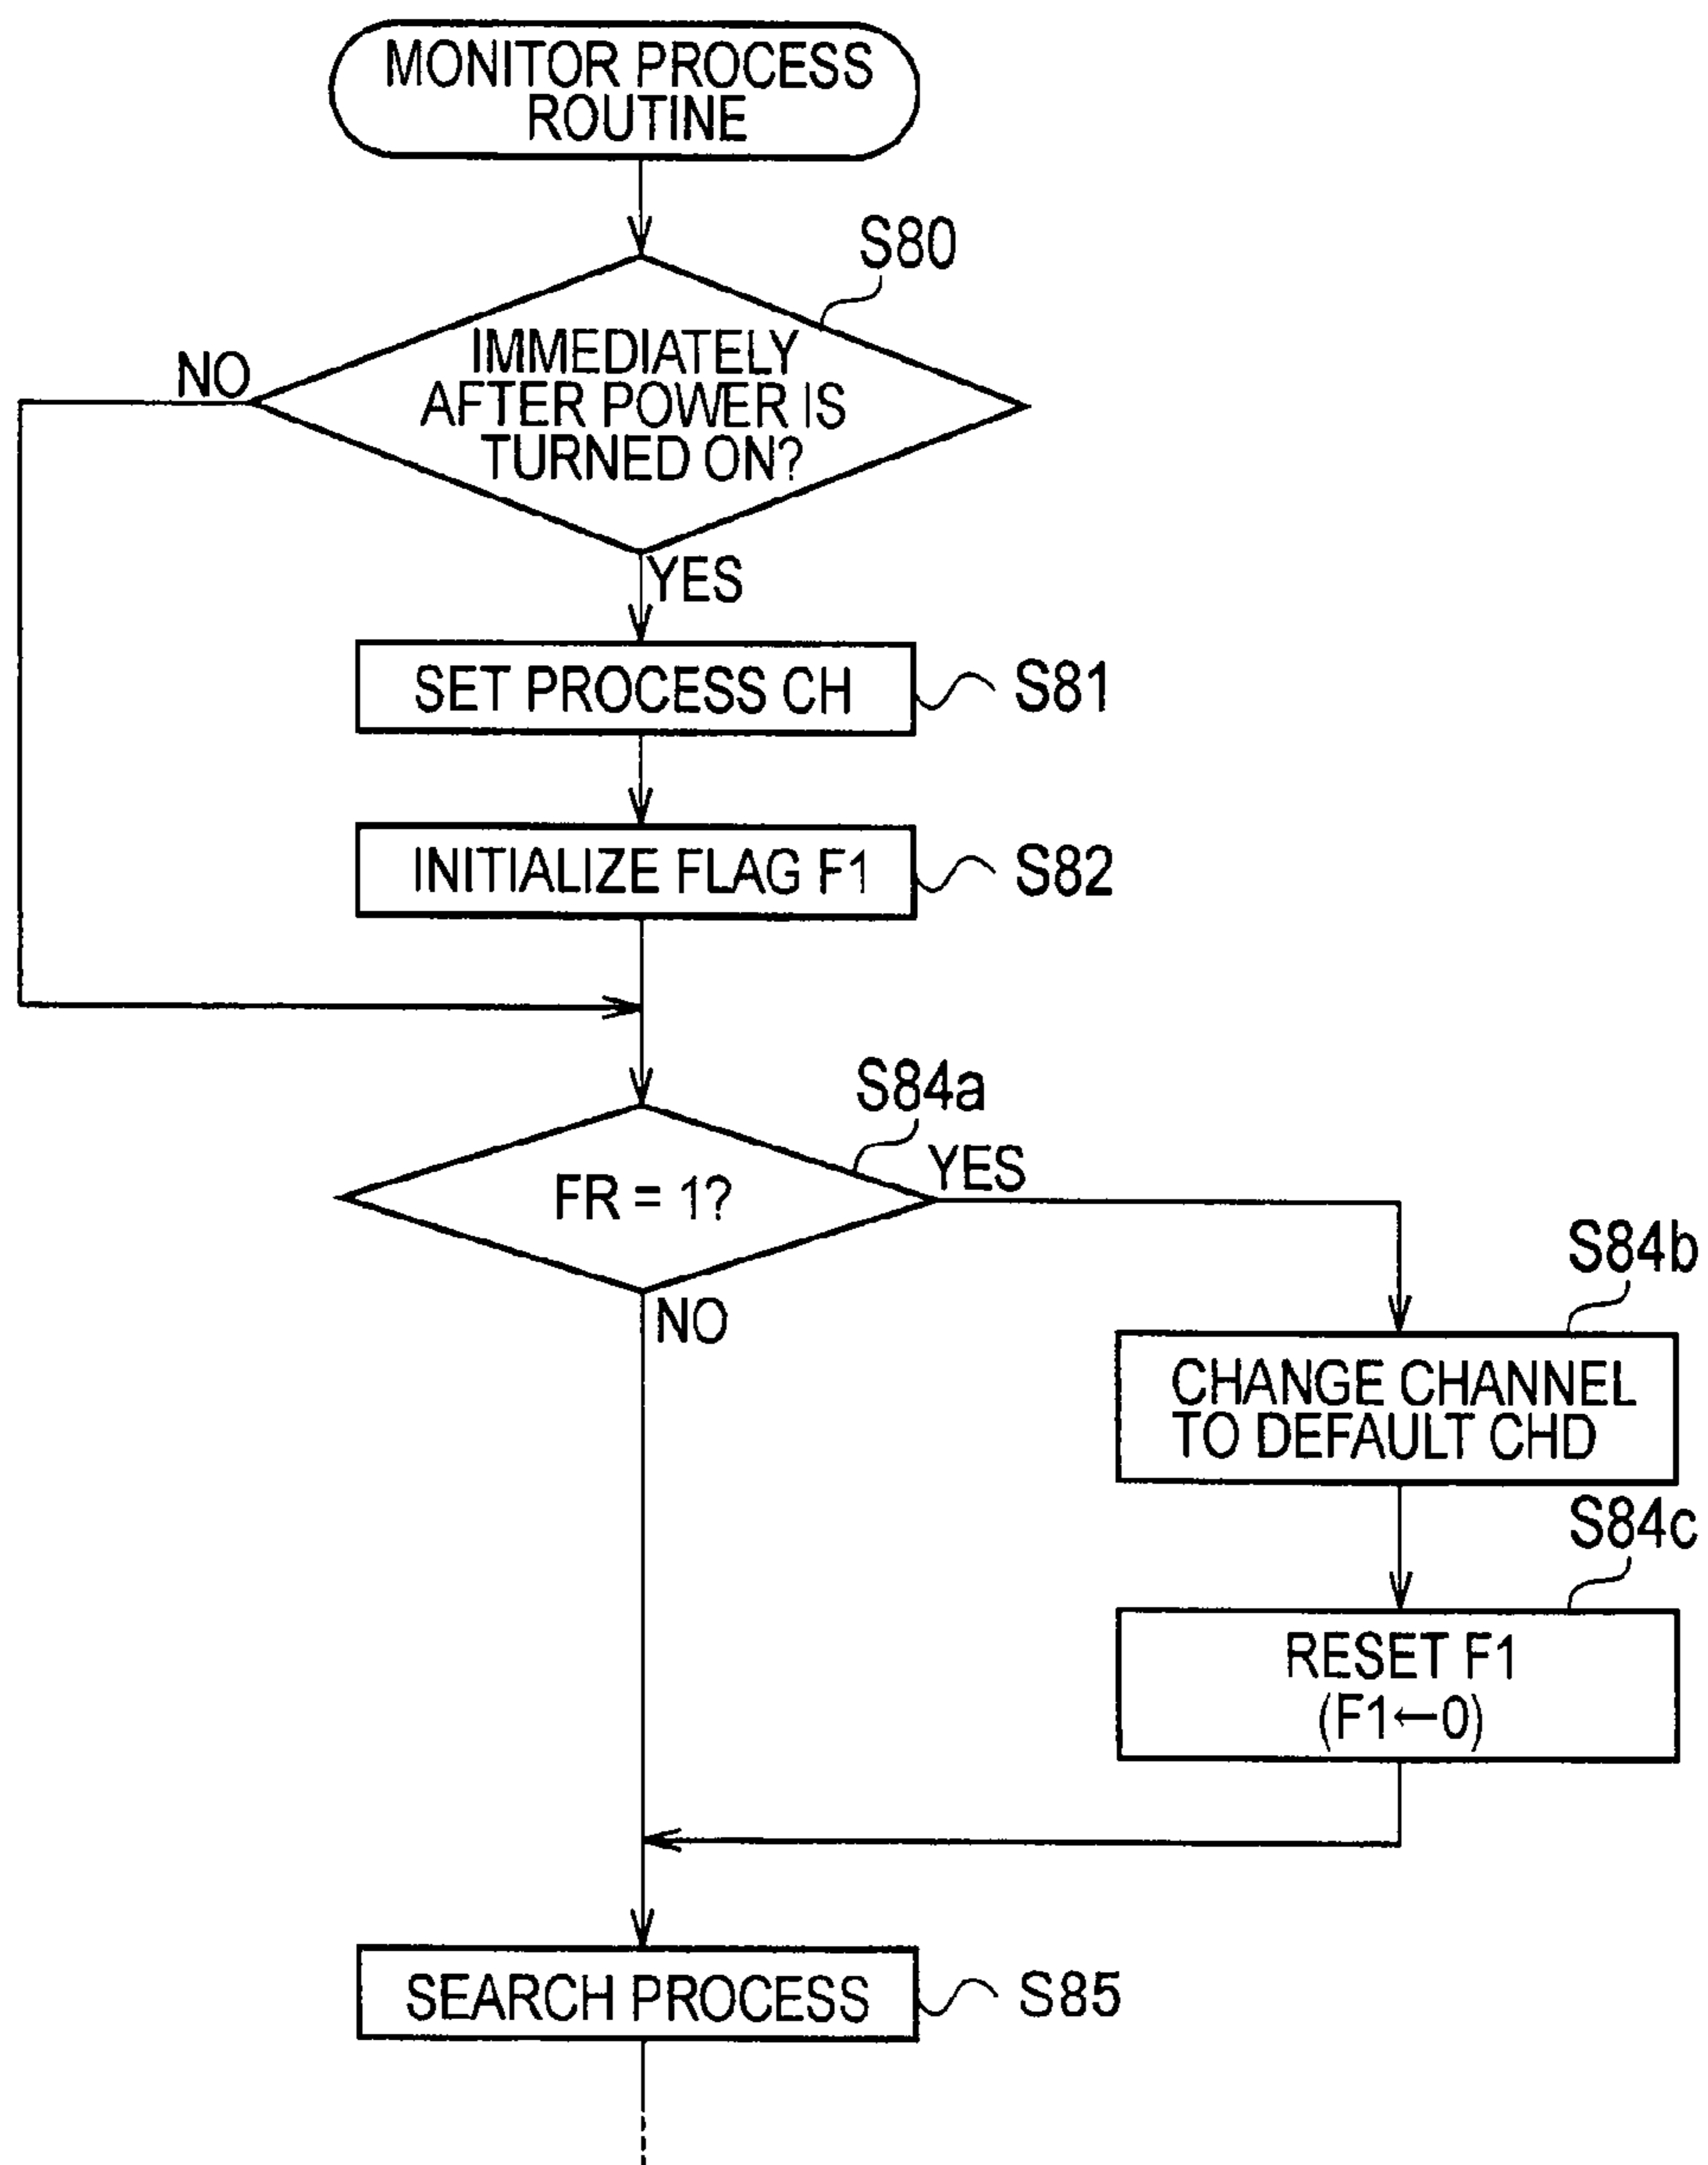 MONITOR PROCESS
ROUTINE
S80
IMMEDIATELY
AFTER POWER IS
TURNED ON?
NO
YES
SET PROCESS CH
S81
INITIALIZE FLAG F1
S82
S84a
FR = 1?
YES
NO
S84b
CHANGE CHANNEL
TO DEFAULT CHD
S84c
RESET F1
(F1←0)
SEARCH PROCESS
S85